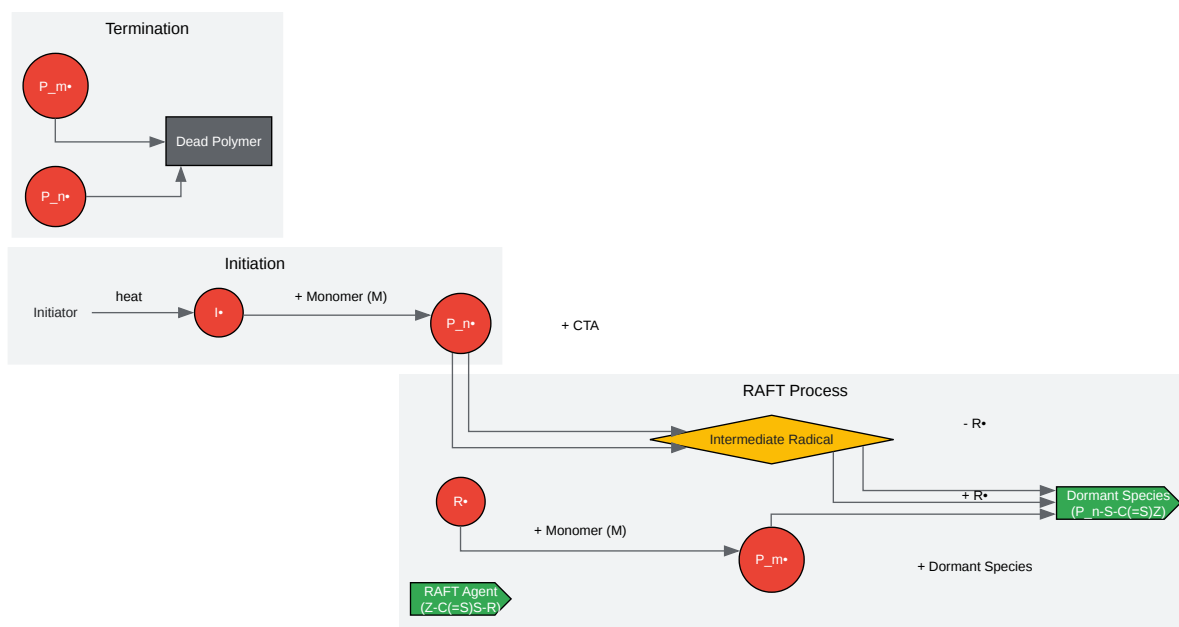 Termination
P_m•
Dead Polymer
P_n•
Initiation
Initiator
heat
I•
+ Monomer (M)
P_n•
+ CTA
RAFT Process
Intermediate Radical
- R•
R•
+ R•
Dormant Species
(P_n-S-C(=S)Z)
+ Monomer (M)
P_m•
+ Dormant Species
RAFT Agent
(Z-C(=S)S-R)